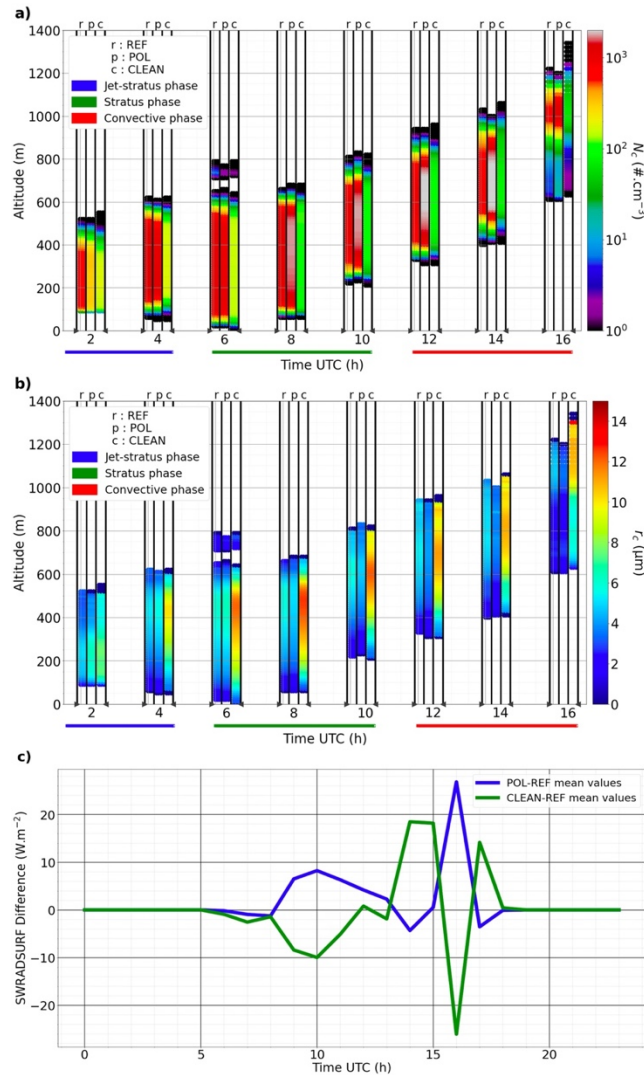 a)
r p c r p c r p c r p c r p c r p c r p c r p c
1400
1200
1000
800
600
400
200
0
Altitude (m)
r : REF
p : POL
c : CLEAN
Jet-stratus phase
Stratus phase
Convective phase
2 4 6 8 10 12 14 16
Time UTC (h)
10³
10²
10¹
10⁰
N_c (#.cm⁻³)
b)
r p c r p c r p c r p c r p c r p c r p c r p c
1400
1200
1000
800
600
400
200
0
Altitude (m)
r : REF
p : POL
c : CLEAN
Jet-stratus phase
Stratus phase
Convective phase
2 4 6 8 10 12 14 16
Time UTC (h)
14
12
10
8
6
4
2
0
r_c (μm)
c)
POL-REF mean values
CLEAN-REF mean values
20
10
0
−10
−20
SWRADSURF Difference (W.m⁻²)
0 5 10 15 20
Time UTC (h)